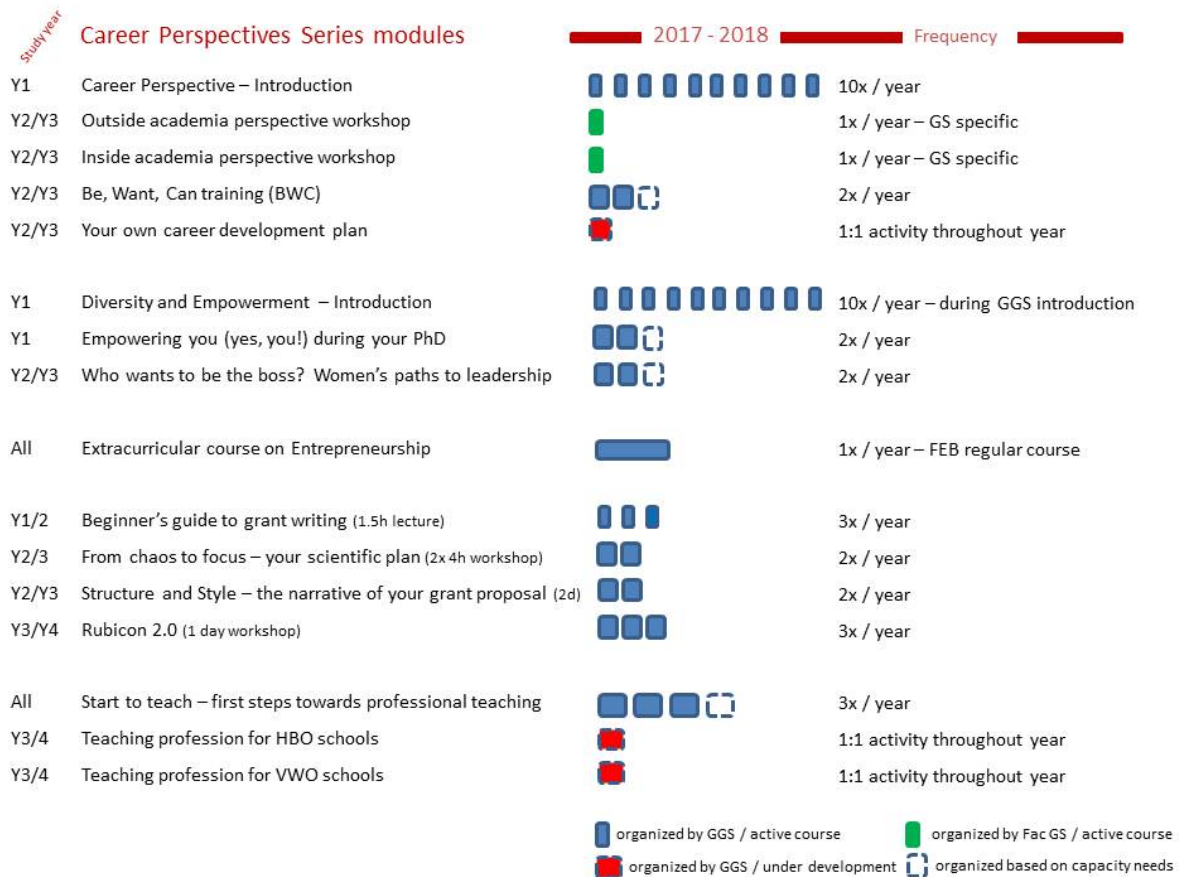 Study year Career Perspectives Series modules 2017 - 2018 Frequency
Y1 Career Perspective – Introduction 10x / year
Y2/Y3 Outside academia perspective workshop 1x / year – GS specific
Y2/Y3 Inside academia perspective workshop 1x / year – GS specific
Y2/Y3 Be, Want, Can training (BWC) 2x / year
Y2/Y3 Your own career development plan 1:1 activity throughout year
Y1 Diversity and Empowerment – Introduction 10x / year – during GGS introduction
Y1 Empowering you (yes, you!) during your PhD 2x / year
Y2/Y3 Who wants to be the boss? Women's paths to leadership 2x / year
All Extracurricular course on Entrepreneurship 1x / year – FEB regular course
Y1/2 Beginner's guide to grant writing (1.5h lecture) 3x / year
Y2/3 From chaos to focus – your scientific plan (2x 4h workshop) 2x / year
Y2/Y3 Structure and Style – the narrative of your grant proposal (2d) 2x / year
Y3/Y4 Rubicon 2.0 (1 day workshop) 3x / year
All Start to teach – first steps towards professional teaching 3x / year
Y3/4 Teaching profession for HBO schools 1:1 activity throughout year
Y3/4 Teaching profession for VWO schools 1:1 activity throughout year
organized by GGS / active course organized by Fac GS / active course
organized by GGS / under development organized based on capacity needs